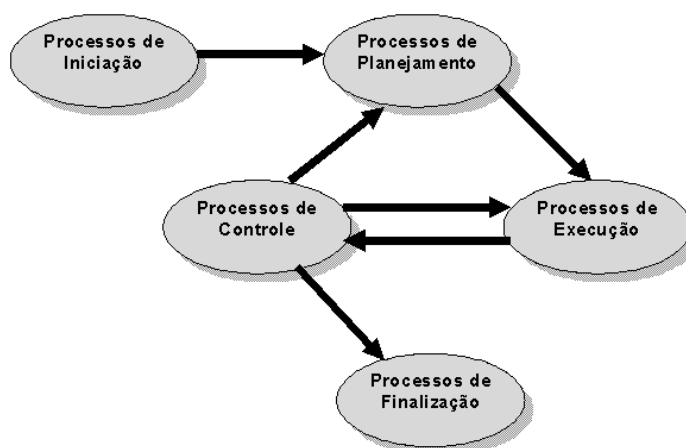 Processos de
Iniciação
Processos de
Planejamento
Processos de
Controle
Processos de
Execução
Processos de
Finalização